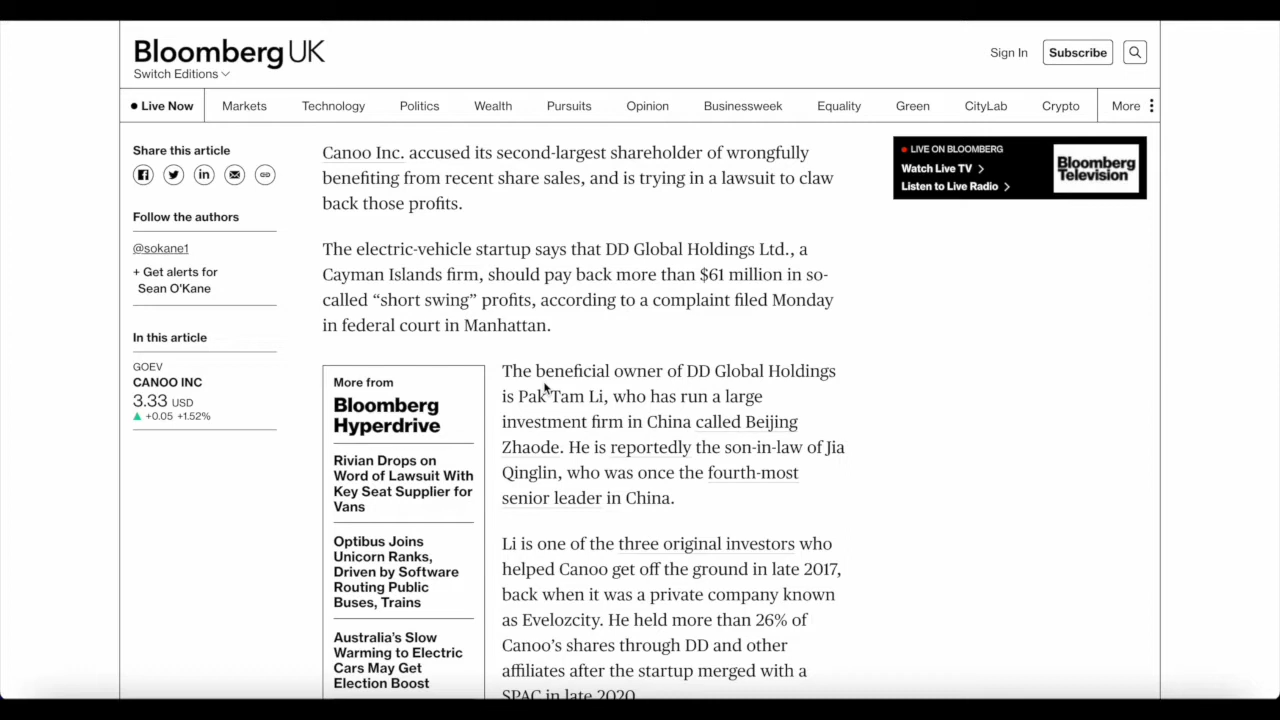 Bloomberg UK
Switch Editions
Sign In
Subscribe
Live Now
Markets
Technology
Politics
Wealth
Pursuits
Opinion
Businessweek
Equality
Green
CityLab
Crypto
More
Share this article
Follow the authors
@sokane1
+ Get alerts for
Sean O'Kane
In this article
GOEV
CANOO INC
3.33 USD
▲ +0.05 +1.52%
Canoo Inc. accused its second-largest shareholder of wrongfully
benefiting from recent share sales, and is trying in a lawsuit to claw
back those profits.
The electric-vehicle startup says that DD Global Holdings Ltd., a
Cayman Islands firm, should pay back more than $61 million in so-
called “short swing” profits, according to a complaint filed Monday
in federal court in Manhattan.
More from
Bloomberg
Hyperdrive
Rivian Drops on
Word of Lawsuit With
Key Seat Supplier for
Vans
Optibus Joins
Unicorn Ranks,
Driven by Software
Routing Public
Buses, Trains
Australia’s Slow
Warming to Electric
Cars May Get
Election Boost
The beneficial owner of DD Global Holdings
is Pak Tam Li, who has run a large
investment firm in China called Beijing
Zhaode. He is reportedly the son-in-law of Jia
Qinglin, who was once the fourth-most
senior leader in China.
Li is one of the three original investors who
helped Canoo get off the ground in late 2017,
back when it was a private company known
as Evelozcity. He held more than 26% of
Canoo’s shares through DD and other
affiliates after the startup merged with a
SPAC in late 2020.
LIVE ON BLOOMBERG
Watch Live TV
Listen to Live Radio
Bloomberg
Television